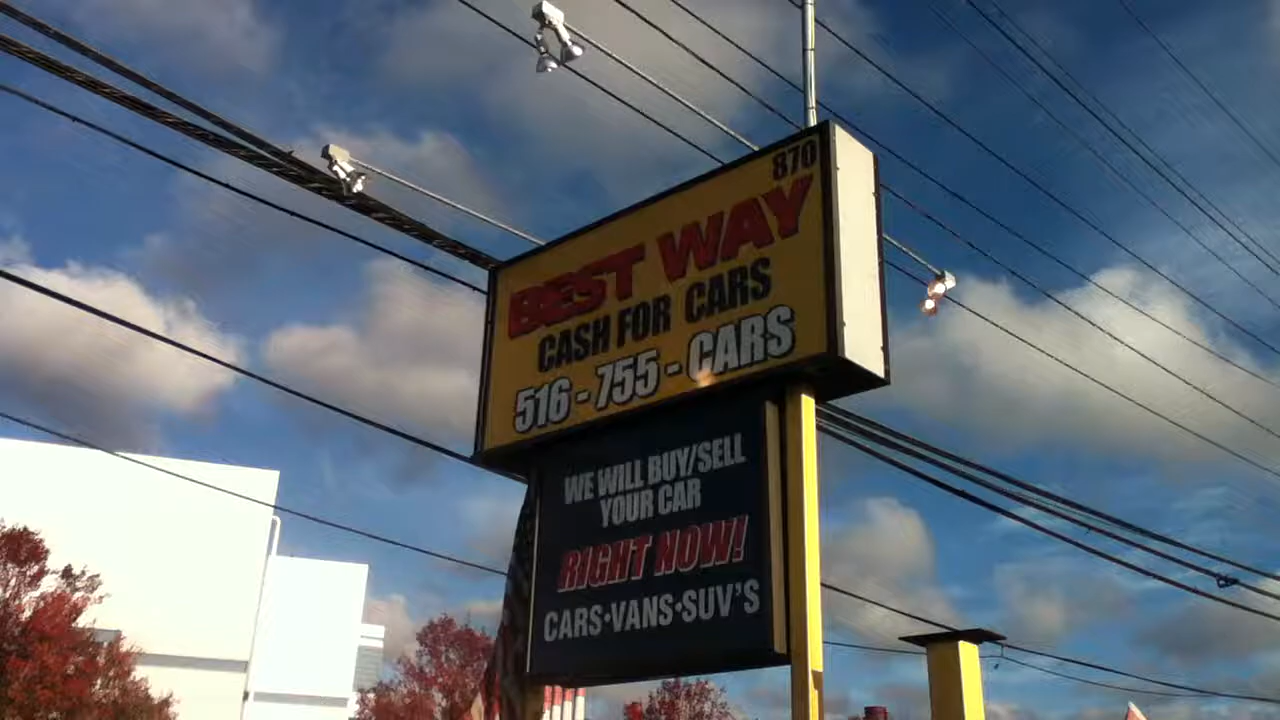 870
BEST WAY
CASH FOR CARS
516-755-CARS
WE WILL BUY/SELL
YOUR CAR
RIGHT NOW!
CARS·VANS·SUV'S